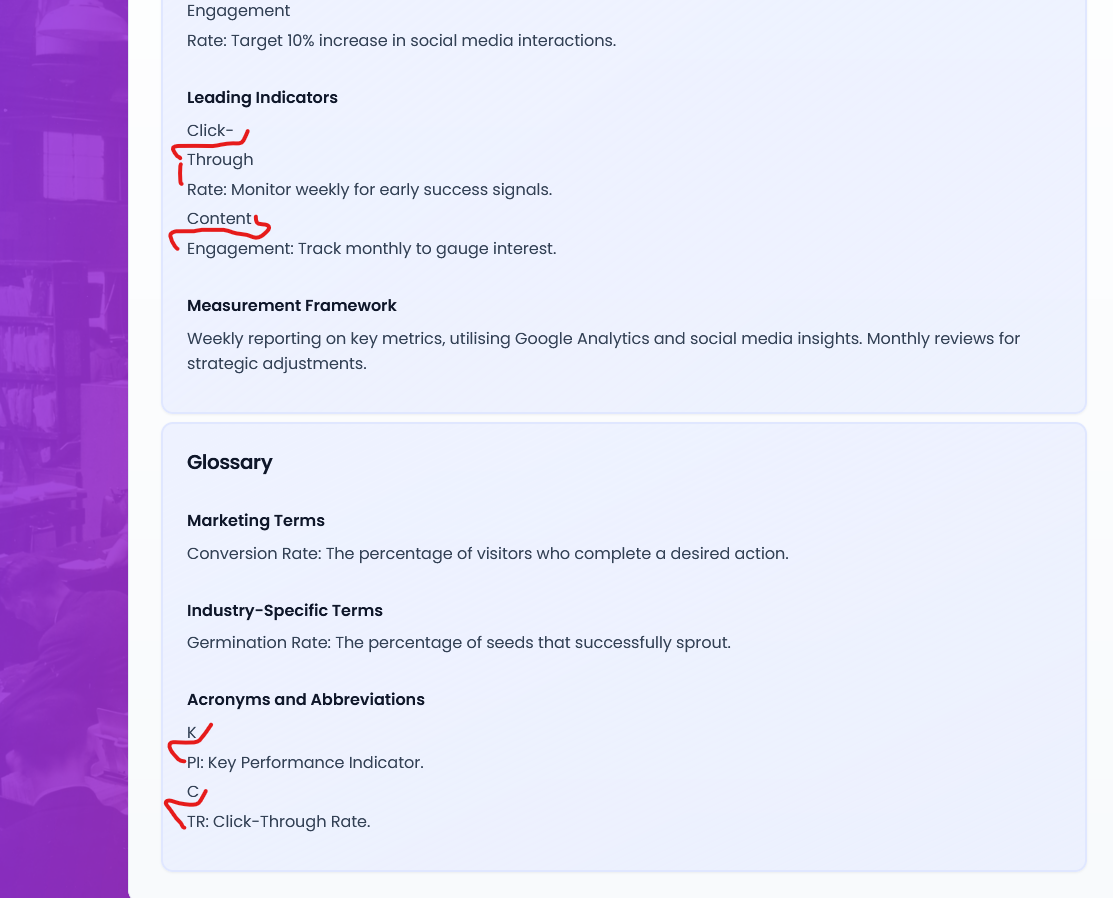 Engagement
Rate: Target 10% increase in social media interactions.
Leading Indicators
Click-
Through
Rate: Monitor weekly for early success signals.
Content
Engagement: Track monthly to gauge interest.
Measurement Framework
Weekly reporting on key metrics, utilising Google Analytics and social media insights. Monthly reviews for
strategic adjustments.
Glossary
Marketing Terms
Conversion Rate: The percentage of visitors who complete a desired action.
Industry-Specific Terms
Germination Rate: The percentage of seeds that successfully sprout.
Acronyms and Abbreviations
K
PI: Key Performance Indicator.
C
TR: Click-Through Rate.